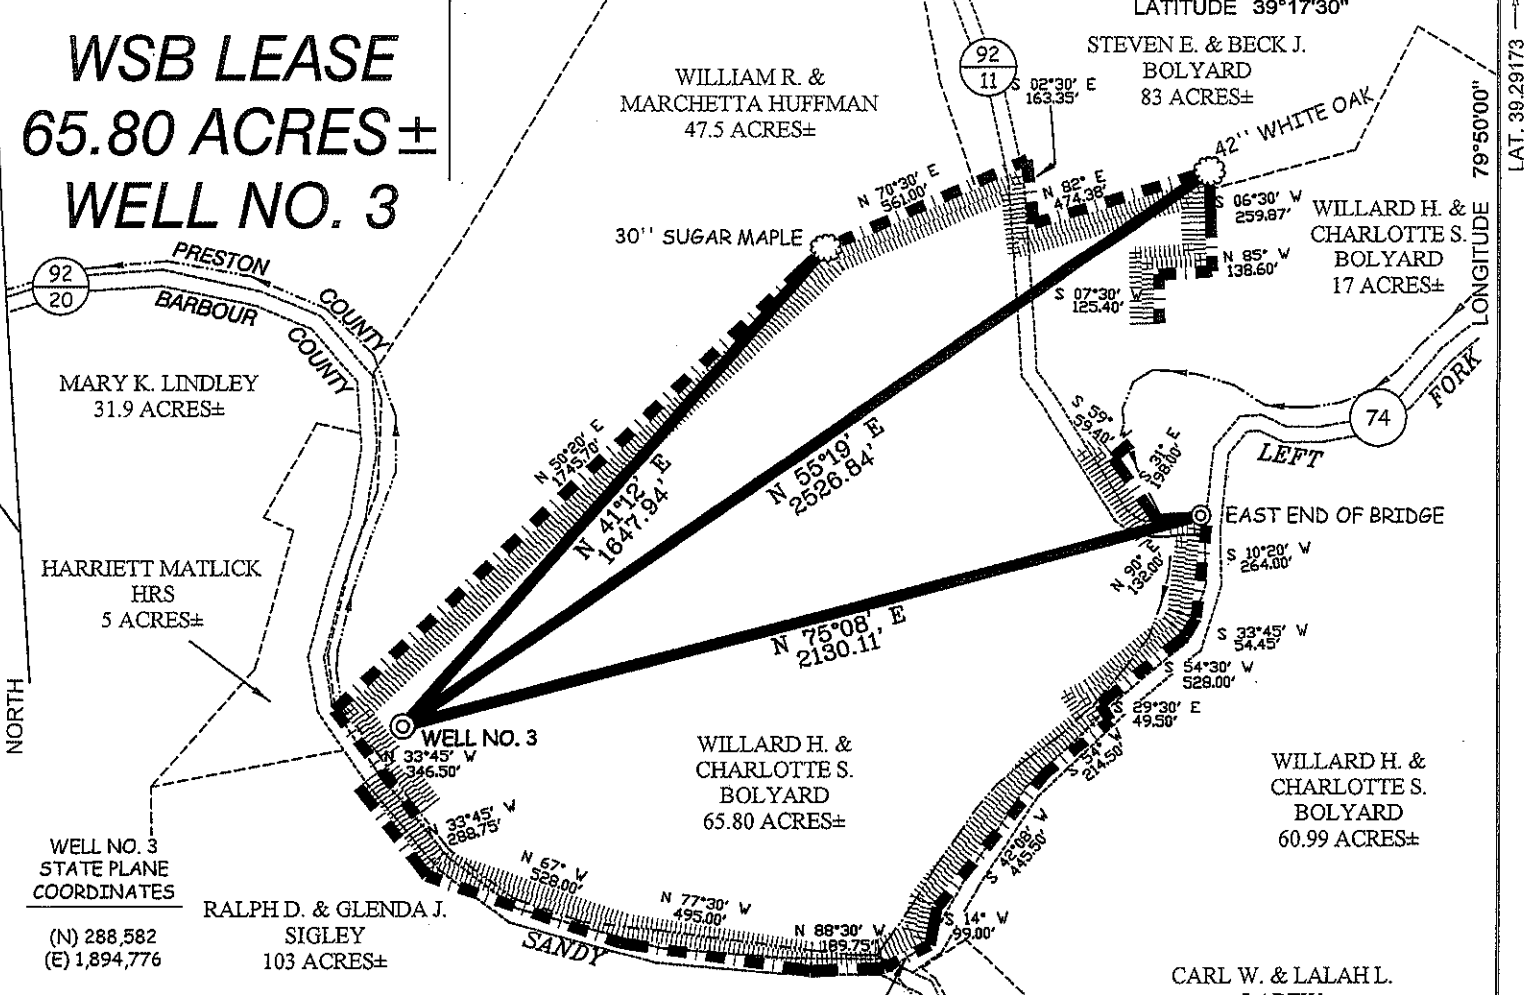 WSB LEASE
65.80 ACRES±
WELL NO. 3
LATITUDE 39°17'30"
STEVEN E. & BECK J.
BOLYARD
83 ACRES±
LAT. 39.29173
LONGITUDE 79°50'00"
WILLIAM R. &
MARCHETTA HUFFMAN
47.5 ACRES±
92
11
S 02°30' E
163.35'
42" WHITE OAK
N 70°30' E
561.00'
N 82° E
474.38'
S 06°30' W
259.87'
WILLARD H. &
CHARLOTTE S.
BOLYARD
17 ACRES±
30" SUGAR MAPLE
N 85° W
138.60'
S 07°30' W
125.40'
92
20
PRESTON
COUNTY
BARBOUR
COUNTY
MARY K. LINDLEY
31.9 ACRES±
N 50°20' E
1745.70'
N 41°12' E
1647.94'
N 55°19' E
2526.84'
S 59° W
59.40'
S 31° E
198.00'
74
LEFT
FORK
EAST END OF BRIDGE
N 90° E
132.00'
S 10°20' W
264.00'
HARRIETT MATLICK
HRS
5 ACRES±
N 75°08' E
2130.11'
S 33°45' W
54.45'
S 54°30' W
528.00'
S 29°30' E
49.50'
NORTH
WELL NO. 3
N 33°45' W
346.50'
WILLARD H. &
CHARLOTTE S.
BOLYARD
65.80 ACRES±
S 54° W
214.50'
WILLARD H. &
CHARLOTTE S.
BOLYARD
60.99 ACRES±
N 33°45' W
288.75'
S 42°08' W
445.50'
WELL NO. 3
STATE PLANE
COORDINATES
(N) 288,582
(E) 1,894,776
N 67° W
528.00'
N 77°30' W
495.00'
N 88°30' W
189.75'
S 14° W
99.00'
RALPH D. & GLENDA J.
SIGLEY
103 ACRES±
SANDY
CARL W. & LALAH L.